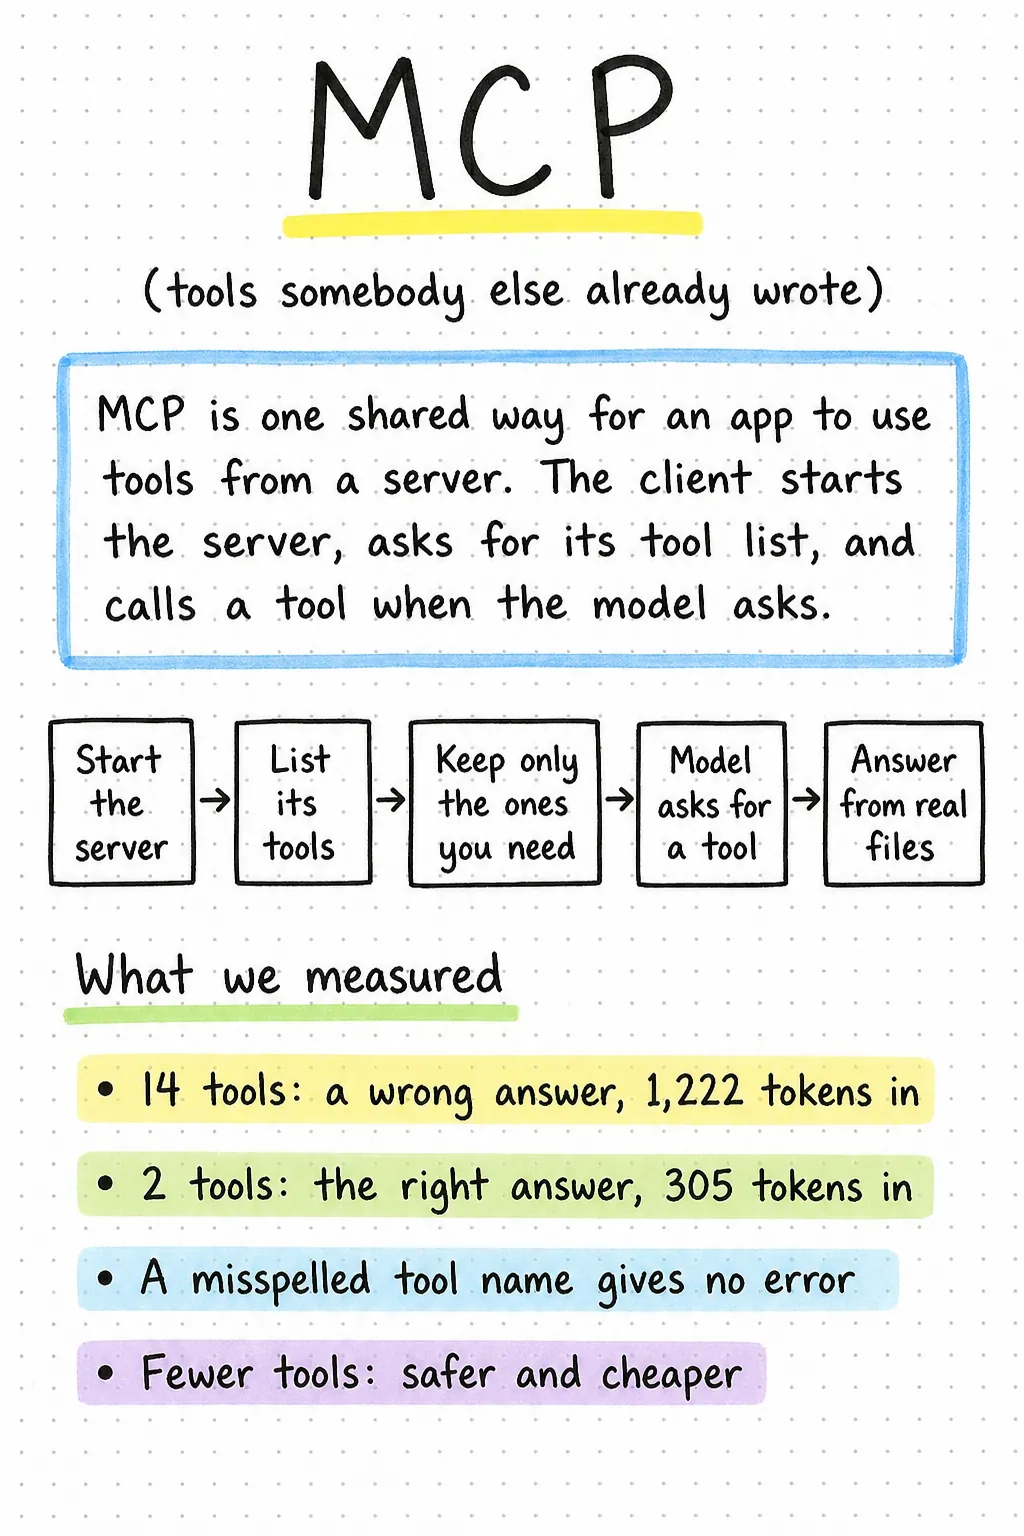 MCP
(tools somebody else already wrote)
MCP is one shared way for an app to use
tools from a server. The client starts
the server, asks for its tool list, and
calls a tool when the model asks.
Start
the
server
List
its
tools
Keep only
the ones
you need
Model
asks for
a tool
Answer
from real
files
What we measured
• 14 tools: a wrong answer, 1,222 tokens in
• 2 tools: the right answer, 305 tokens in
• A misspelled tool name gives no error
• Fewer tools: safer and cheaper